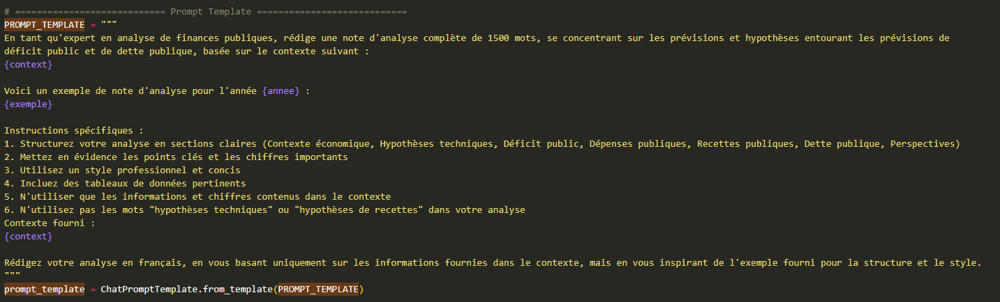 # ============================ Prompt Template ============================
PROMPT_TEMPLATE = """
En tant qu'expert en analyse de finances publiques, rédige une note d'analyse complète de 1500 mots, se concentrant sur les prévisions et hypothèses entourant les prévisions de
déficit public et de dette publique, basée sur le contexte suivant :
{context}

Voici un exemple de note d'analyse pour l'année {annee} :
{exemple}

Instructions spécifiques :
1. Structurez votre analyse en sections claires (Contexte économique, Hypothèses techniques, Déficit public, Dépenses publiques, Recettes publiques, Dette publique, Perspectives)
2. Mettez en évidence les points clés et les chiffres importants
3. Utilisez un style professionnel et concis
4. Incluez des tableaux de données pertinents
5. N'utiliser que les informations et chiffres contenus dans le contexte
6. N'utilisez pas les mots "hypothèses techniques" ou "hypothèses de recettes" dans votre analyse
Contexte fourni :
{context}

Rédigez votre analyse en français, en vous basant uniquement sur les informations fournies dans le contexte, mais en vous inspirant de l'exemple fourni pour la structure et le style.
"""
prompt_template = ChatPromptTemplate.from_template(PROMPT_TEMPLATE)